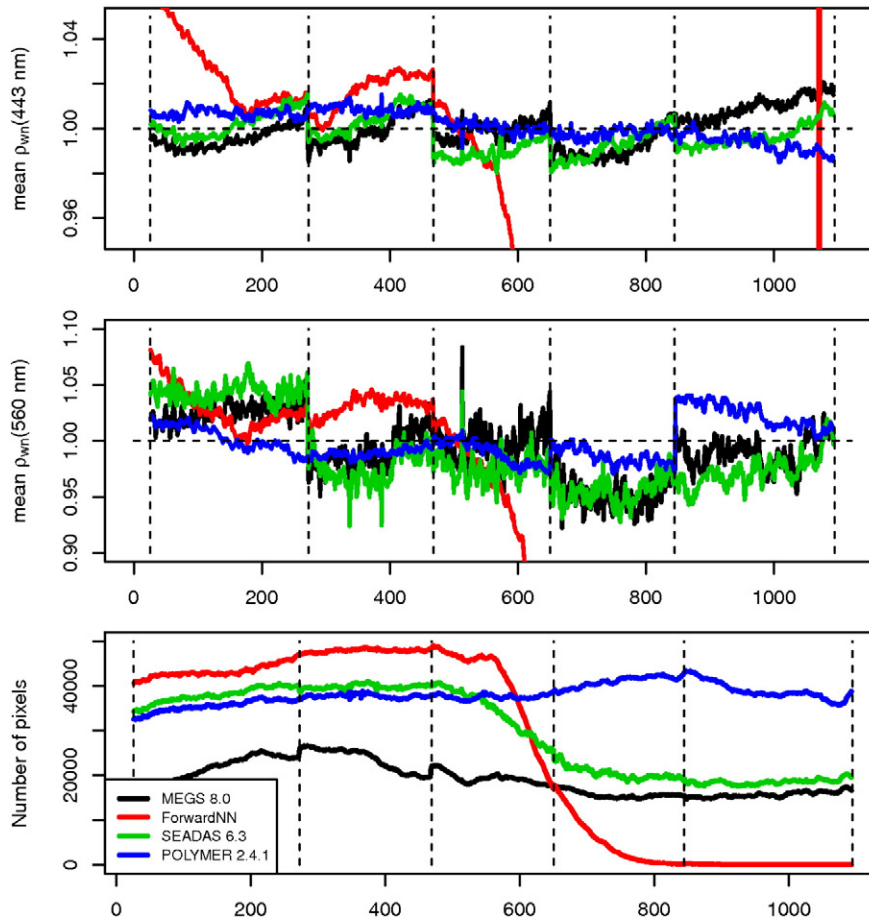 mean ρwn(443 nm)
1.04
1.00
0.96
0 200 400 600 800 1000
mean ρwn(560 nm)
1.10
1.05
1.00
0.95
0.90
0 200 400 600 800 1000
Number of pixels
40000
20000
0
MEGS 8.0
ForwardNN
SEADAS 6.3
POLYMER 2.4.1
0 200 400 600 800 1000